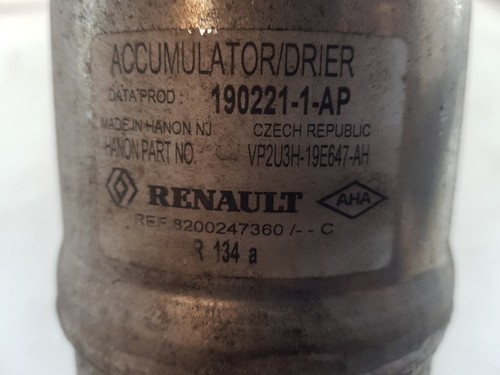 ACCUMULATOR/DRIER
DATA PROD : 190221-1-AP
MADE IN HANON NJ CZECH REPUBLIC
HANON PART NO. VP2U3H-19E647-AH
RENAULT AHA
REF 8200247360 /- - C
R 134 a